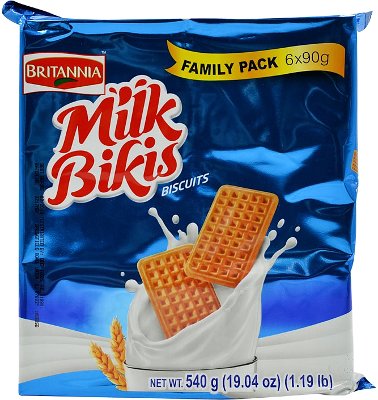 BRITANNIA
FAMILY PACK 6x90g
Milk
Bikis
BISCUITS
NET WT. 540 g (19.04 oz) (1.19 lb)